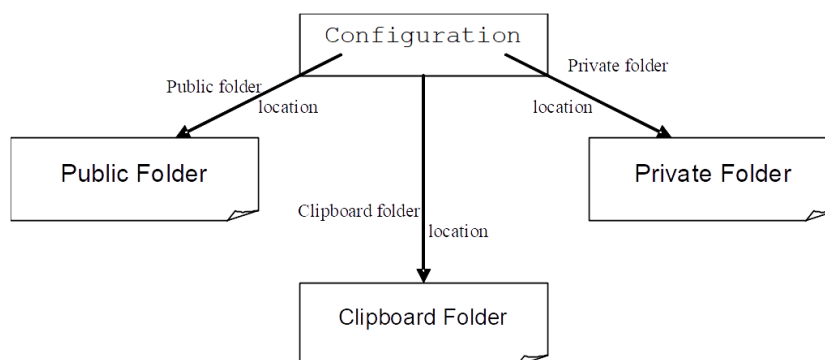 Configuration
Public folder
location
Private folder
location
Public Folder
Private Folder
Clipboard folder
location
Clipboard Folder